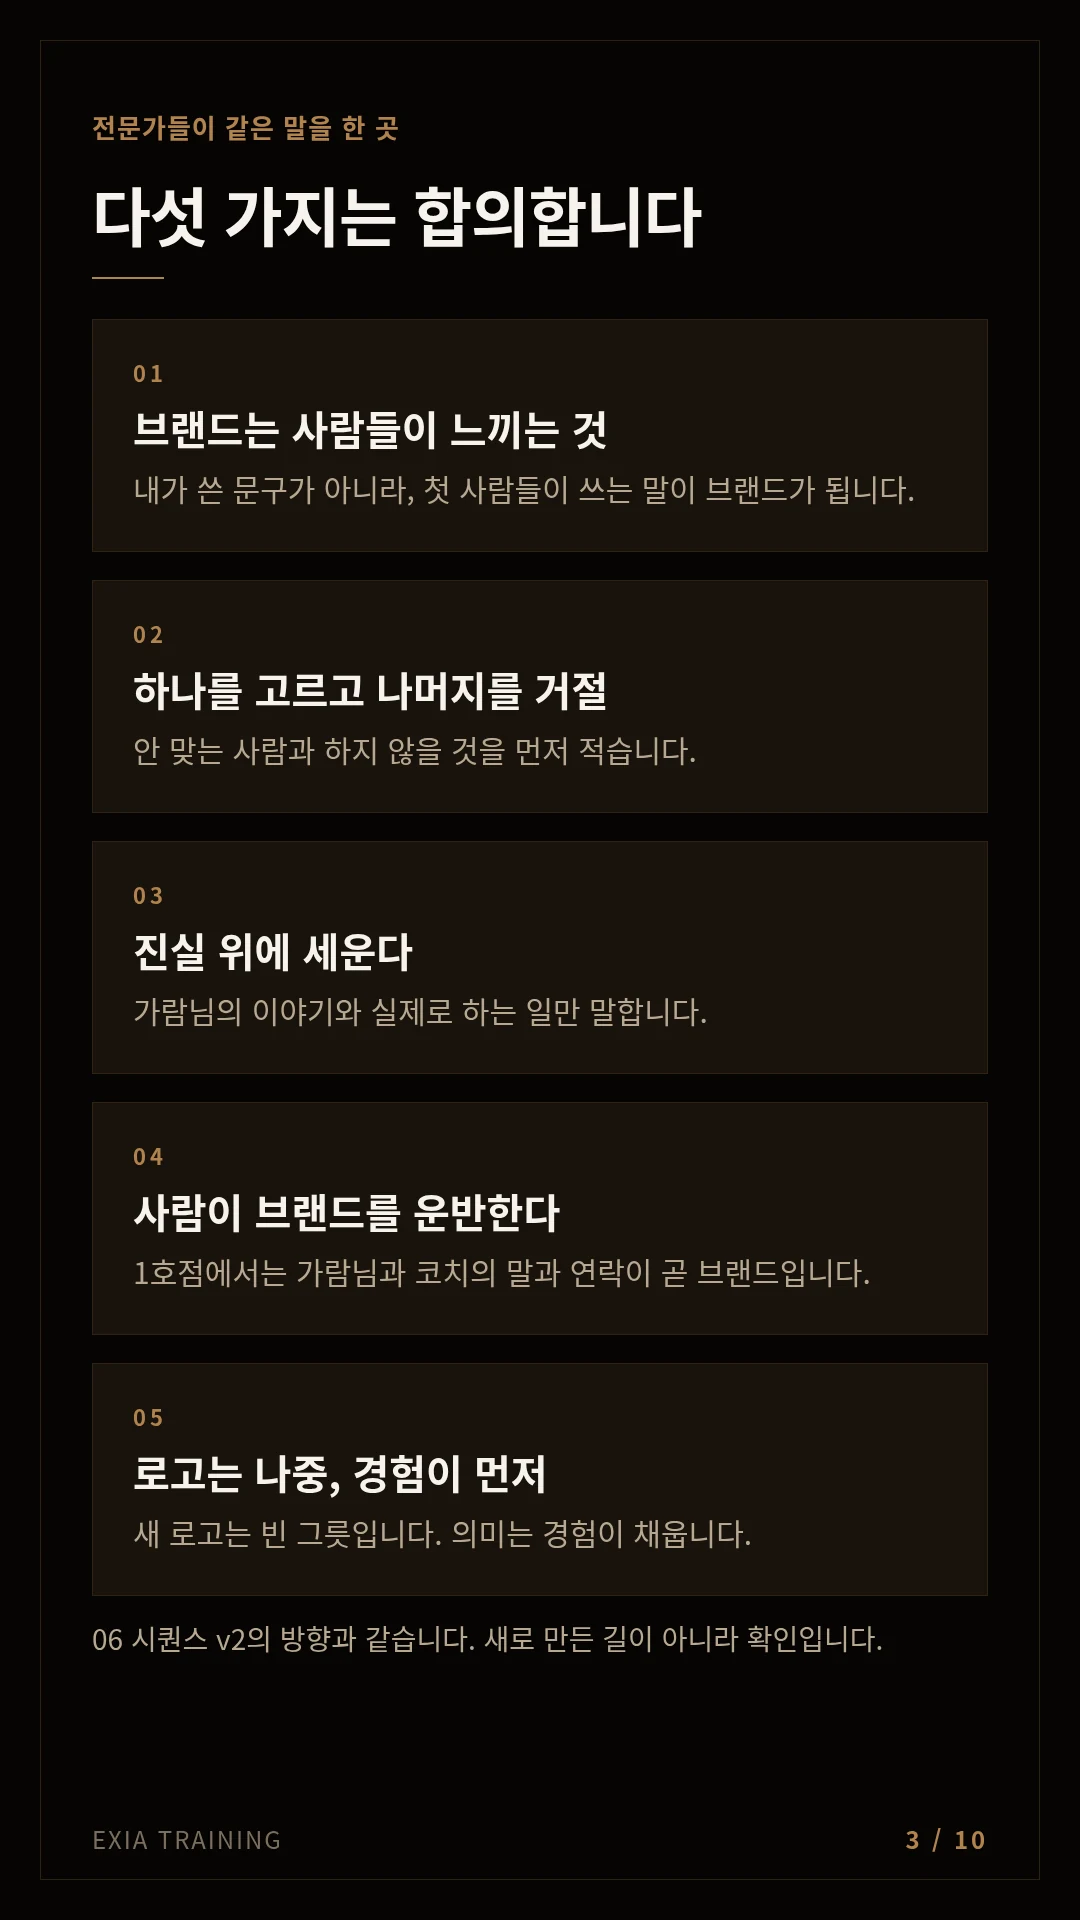 전문가들이 같은 말을 한 곳
다섯 가지는 합의합니다
01
브랜드는 사람들이 느끼는 것
내가 쓴 문구가 아니라, 첫 사람들이 쓰는 말이 브랜드가 됩니다.
02
하나를 고르고 나머지를 거절
안 맞는 사람과 하지 않을 것을 먼저 적습니다.
03
진실 위에 세운다
가람님의 이야기와 실제로 하는 일만 말합니다.
04
사람이 브랜드를 운반한다
1호점에서는 가람님과 코치의 말과 연락이 곧 브랜드입니다.
05
로고는 나중, 경험이 먼저
새 로고는 빈 그릇입니다. 의미는 경험이 채웁니다.
06 시퀀스 v2의 방향과 같습니다. 새로 만든 길이 아니라 확인입니다.
EXIA TRAINING
3 / 10